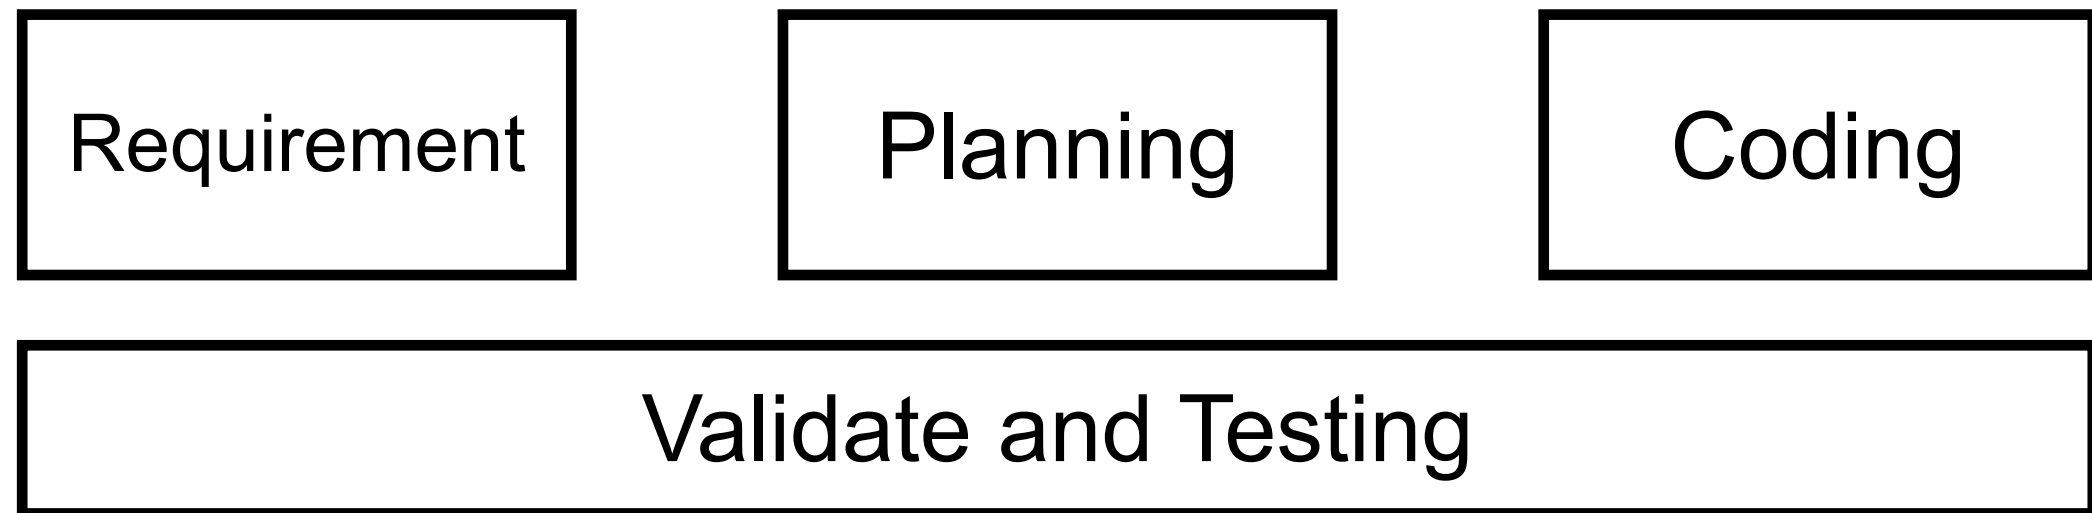 Requirement
Planning
Coding
Validate and Testing